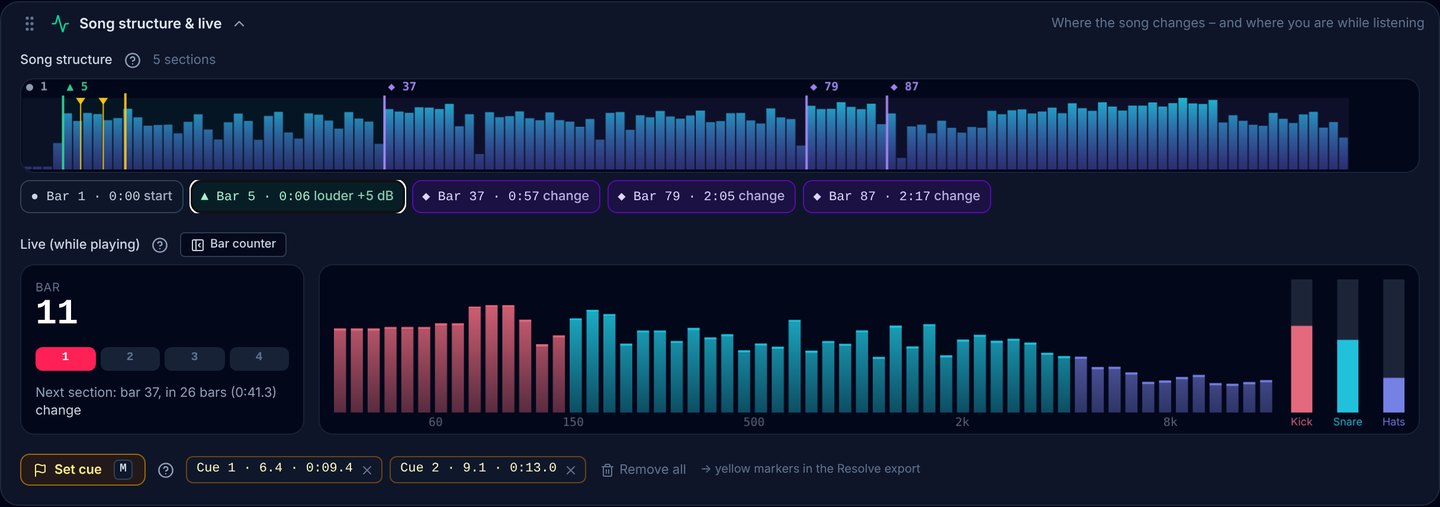 Song structure & live
Where the song changes – and where you are while listening
Song structure ? 5 sections
● 1 ▲ 5 ◆ 37 ◆ 79 ◆ 87
● Bar 1 · 0:00 start
▲ Bar 5 · 0:06 louder +5 dB
◆ Bar 37 · 0:57 change
◆ Bar 79 · 2:05 change
◆ Bar 87 · 2:17 change
Live (while playing) ? Bar counter
BAR
11
1 2 3 4
Next section: bar 37, in 26 bars (0:41.3)
change
60 150 500 2k 8k
Kick Snare Hats
Set cue M ?
Cue 1 · 6.4 · 0:09.4 ×
Cue 2 · 9.1 · 0:13.0 ×
Remove all
→ yellow markers in the Resolve export